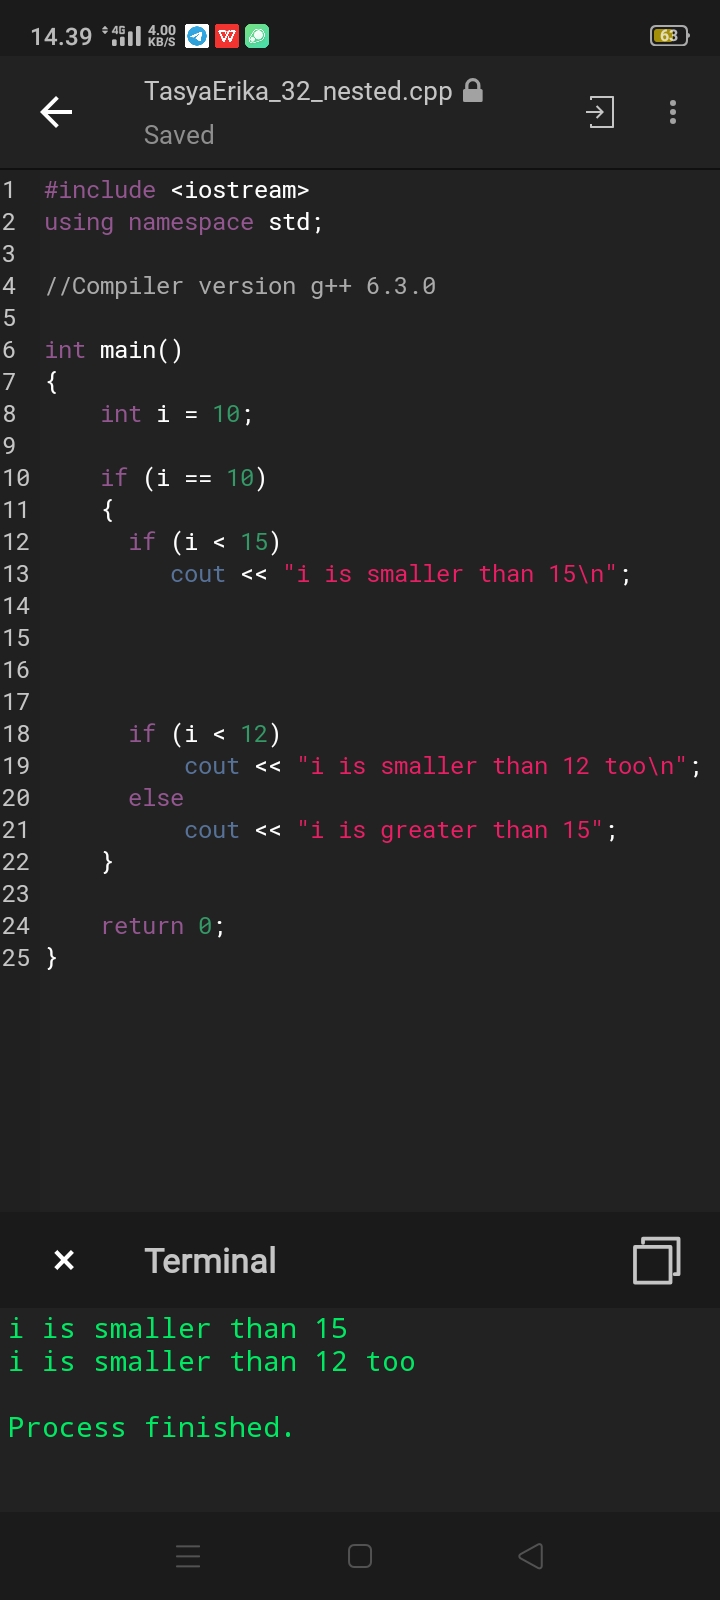 14.39 4G 4.00 KB/S 63
TasyaErika_32_nested.cpp
Saved
1 #include <iostream>
2 using namespace std;
3
4 //Compiler version g++ 6.3.0
5
6 int main()
7 {
8     int i = 10;
9
10     if (i == 10)
11     {
12       if (i < 15)
13          cout << "i is smaller than 15\n";
14
15
16
17
18       if (i < 12)
19           cout << "i is smaller than 12 too\n";
20       else
21           cout << "i is greater than 15";
22     }
23
24     return 0;
25 }
Terminal
i is smaller than 15
i is smaller than 12 too
Process finished.